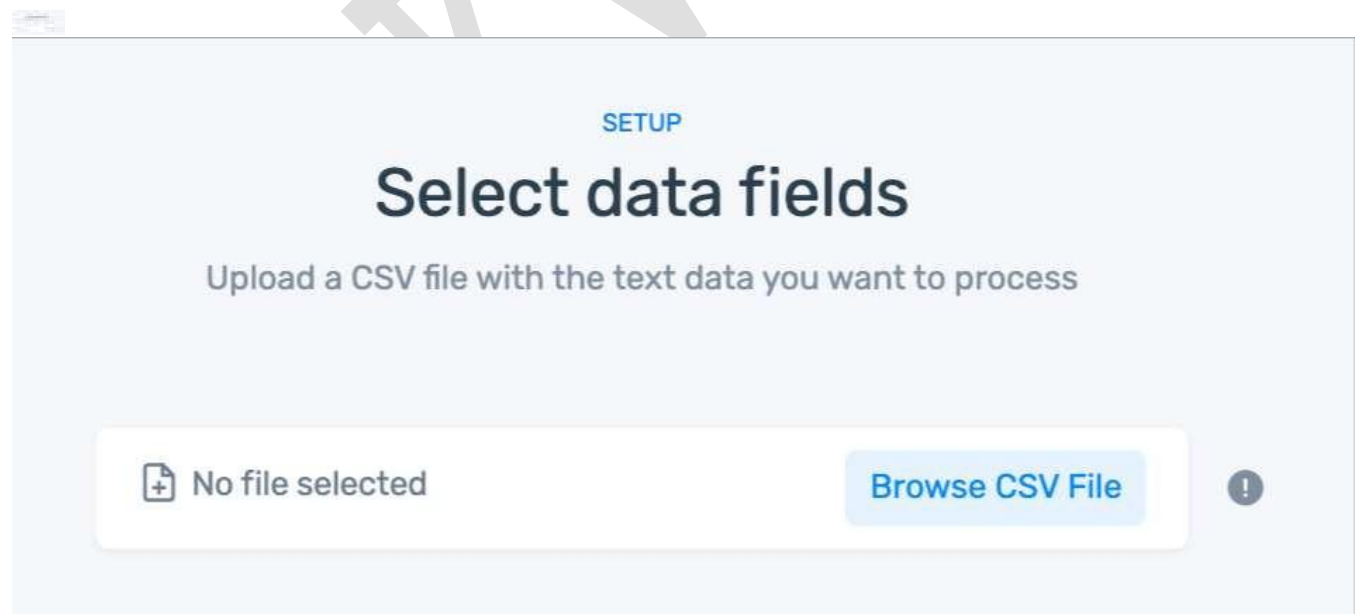 SETUP
Select data fields
Upload a CSV file with the text data you want to process
No file selected
Browse CSV File